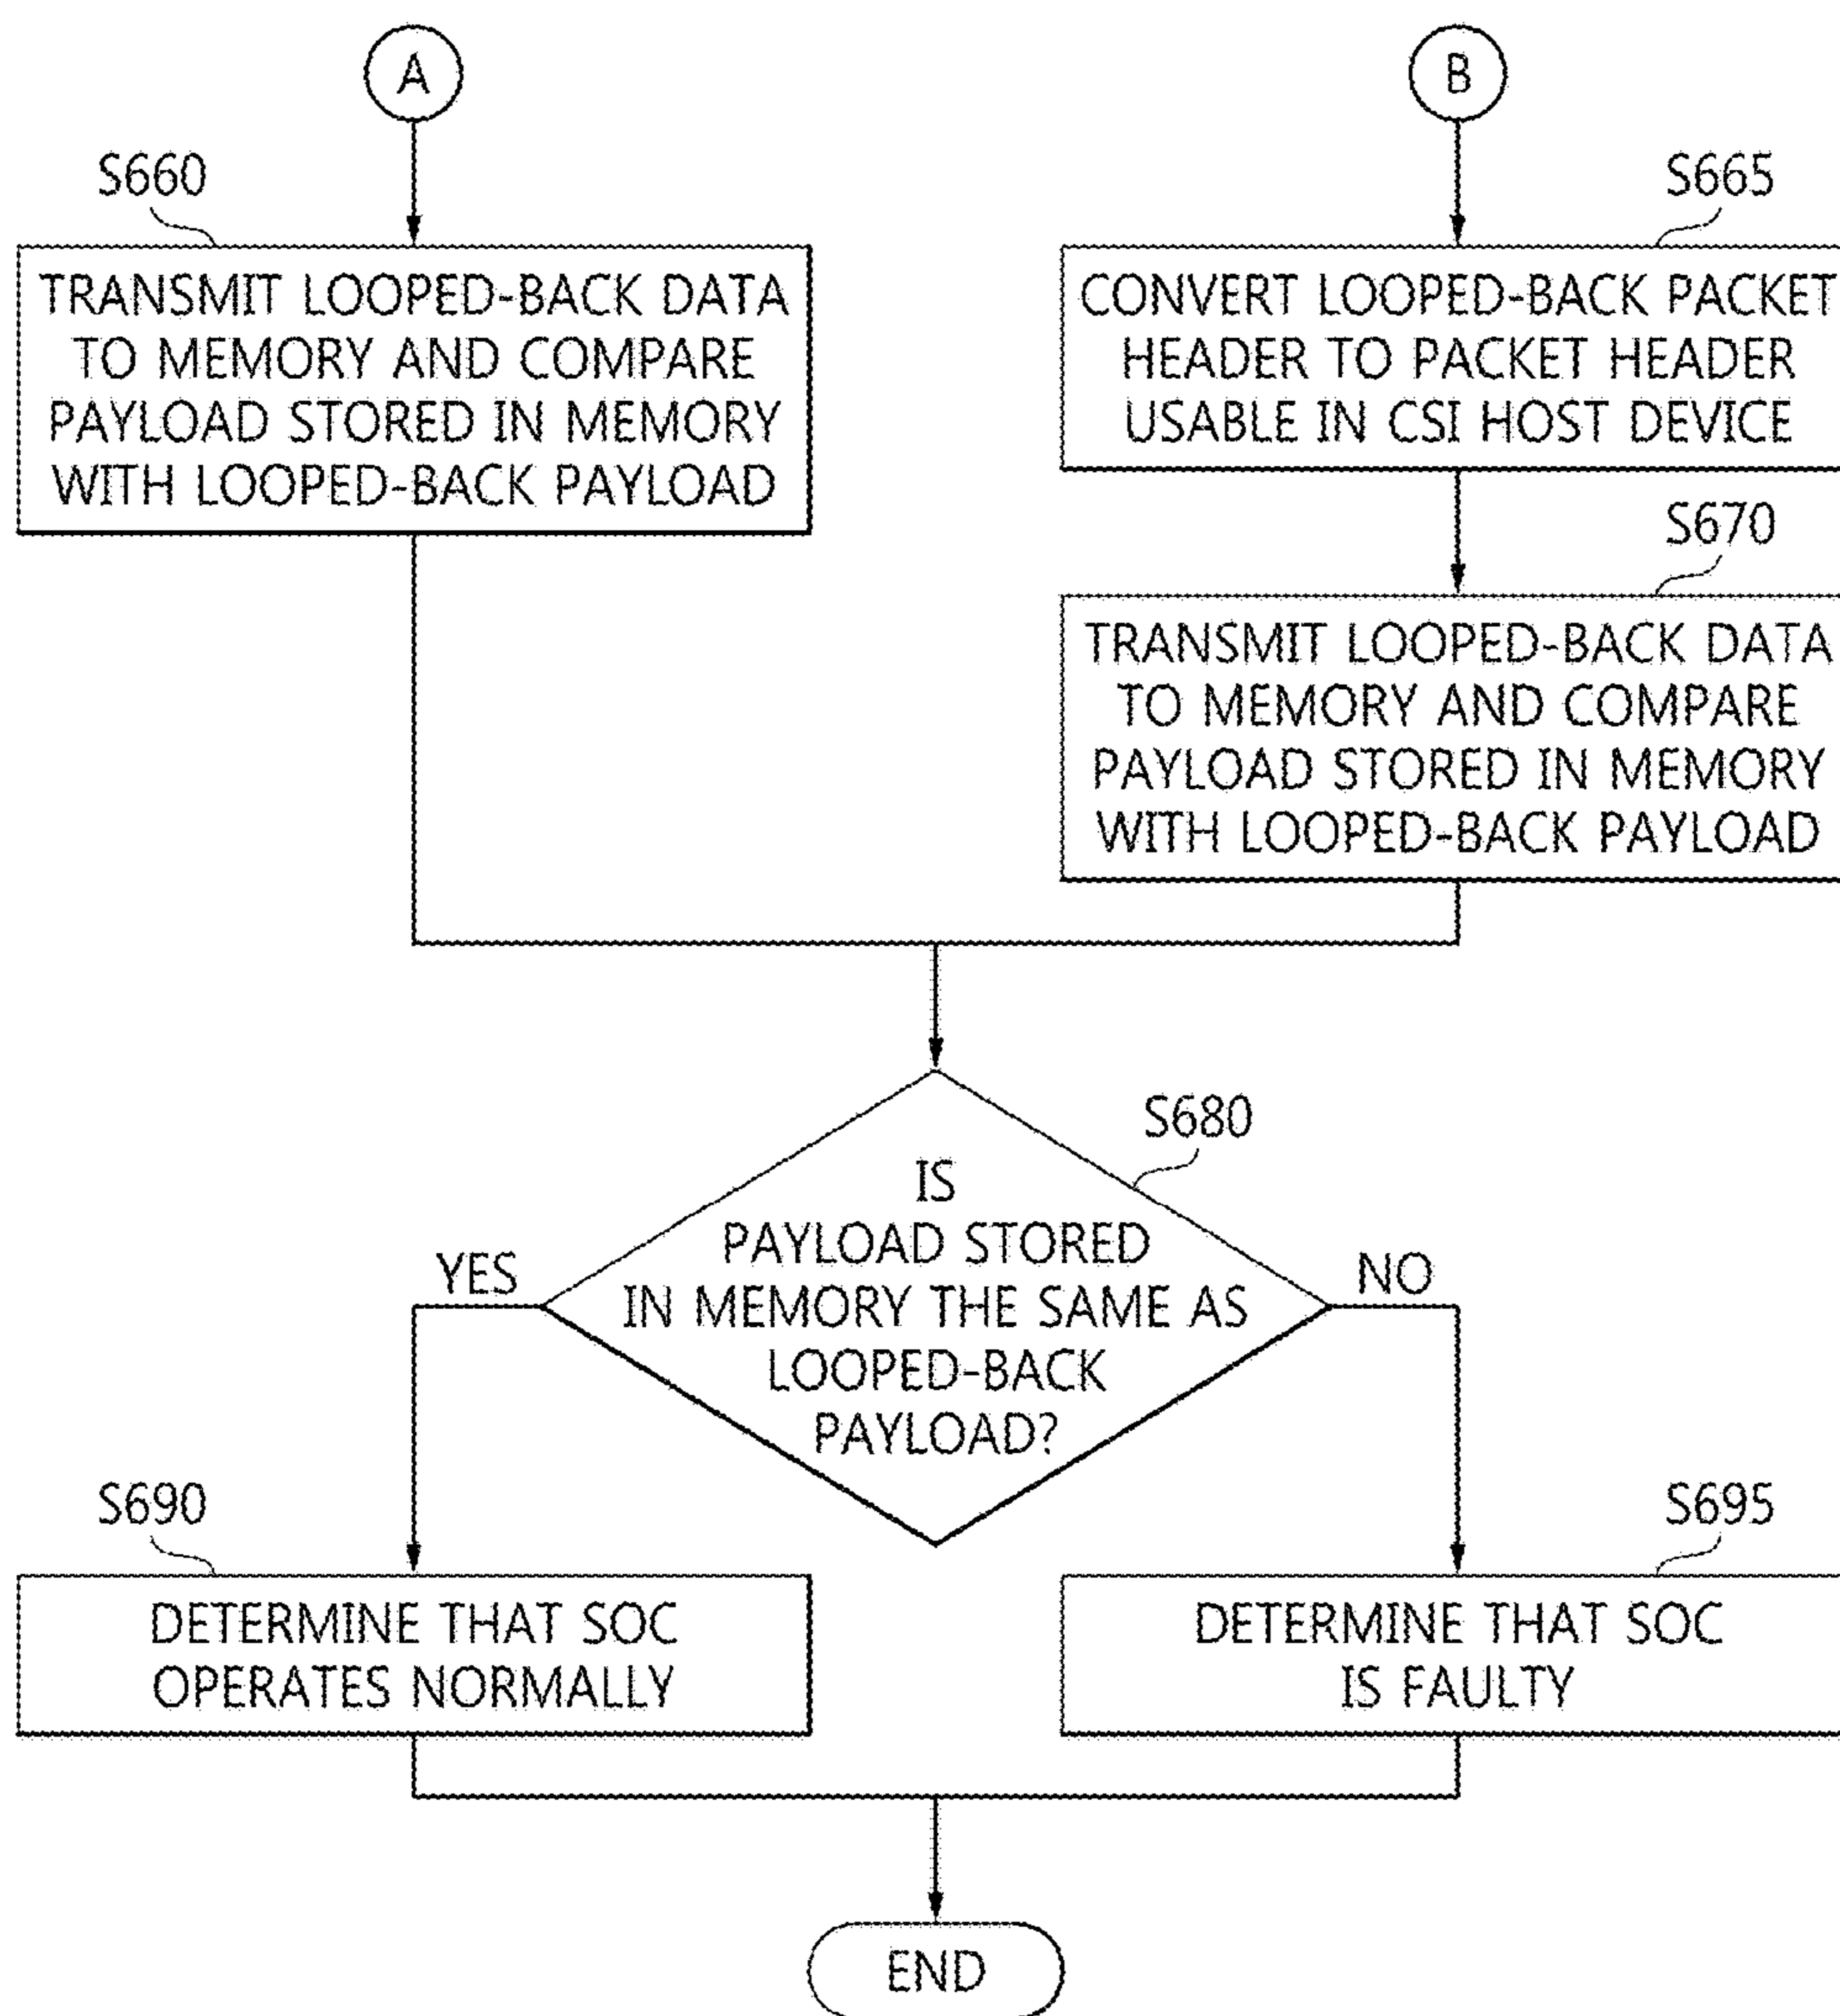 A
B
S660
S665
TRANSMIT LOOPED-BACK DATA
TO MEMORY AND COMPARE
PAYLOAD STORED IN MEMORY
WITH LOOPED-BACK PAYLOAD
CONVERT LOOPED-BACK PACKET
HEADER TO PACKET HEADER
USABLE IN CSI HOST DEVICE
S670
TRANSMIT LOOPED-BACK DATA
TO MEMORY AND COMPARE
PAYLOAD STORED IN MEMORY
WITH LOOPED-BACK PAYLOAD
S680
IS
PAYLOAD STORED
IN MEMORY THE SAME AS
LOOPED-BACK
PAYLOAD?
YES
NO
S690
S695
DETERMINE THAT SOC
OPERATES NORMALLY
DETERMINE THAT SOC
IS FAULTY
END